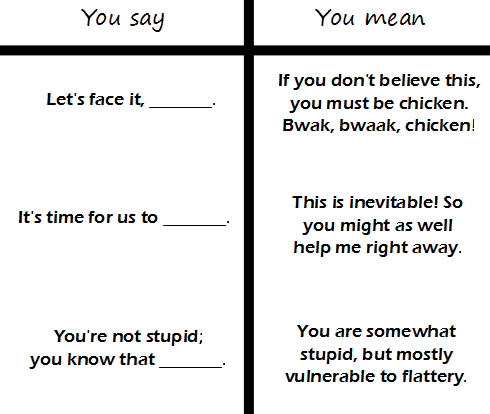 You say
You mean
Let's face it, _______.
If you don't believe this,
you must be chicken.
Bwak, bwaak, chicken!
It's time for us to _______.
This is inevitable! So
you might as well
help me right away.
You're not stupid;
you know that _______.
You are somewhat
stupid, but mostly
vulnerable to flattery.